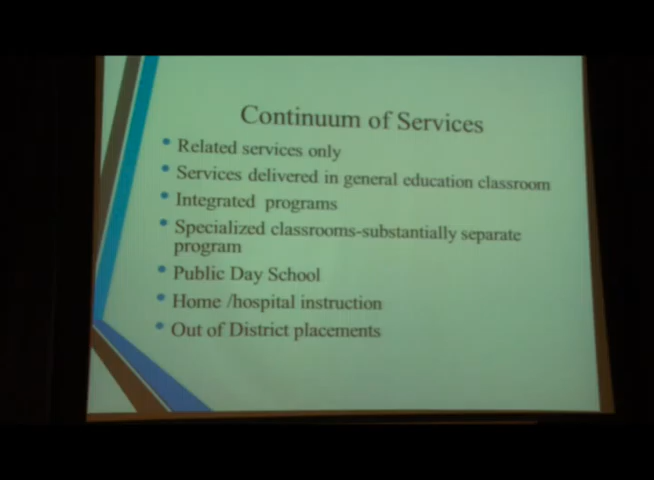 Continuum of Services
• Related services only
• Services delivered in general education classroom
• Integrated programs
• Specialized classrooms-substantially separate
program
• Public Day School
• Home /hospital instruction
• Out of District placements